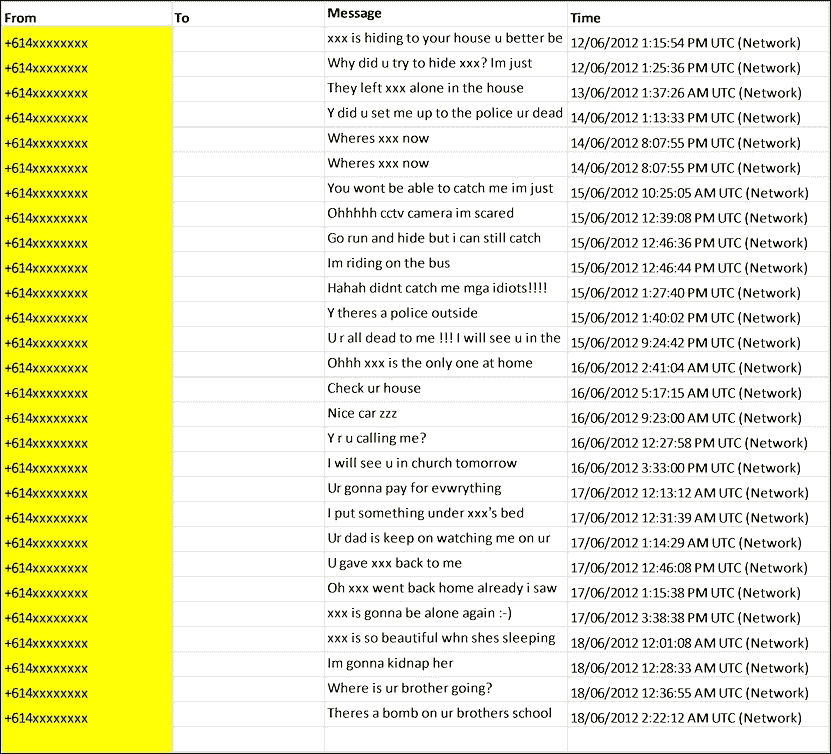 From To Message Time
+614xxxxxxxx xxx is hiding to your house u better be 12/06/2012 1:15:54 PM UTC (Network)
+614xxxxxxxx Why did u try to hide xxx? Im just 12/06/2012 1:25:36 PM UTC (Network)
+614xxxxxxxx They left xxx alone in the house 13/06/2012 1:37:26 AM UTC (Network)
+614xxxxxxxx Y did u set me up to the police ur dead 14/06/2012 1:13:33 PM UTC (Network)
+614xxxxxxxx Wheres xxx now 14/06/2012 8:07:55 PM UTC (Network)
+614xxxxxxxx Wheres xxx now 14/06/2012 8:07:55 PM UTC (Network)
+614xxxxxxxx You wont be able to catch me im just 15/06/2012 10:25:05 AM UTC (Network)
+614xxxxxxxx Ohhhhh cctv camera im scared 15/06/2012 12:39:08 PM UTC (Network)
+614xxxxxxxx Go run and hide but i can still catch 15/06/2012 12:46:36 PM UTC (Network)
+614xxxxxxxx Im riding on the bus 15/06/2012 12:46:44 PM UTC (Network)
+614xxxxxxxx Hahah didnt catch me mga idiots!!!! 15/06/2012 1:27:40 PM UTC (Network)
+614xxxxxxxx Y theres a police outside 15/06/2012 1:40:02 PM UTC (Network)
+614xxxxxxxx U r all dead to me !!! I will see u in the 15/06/2012 9:24:42 PM UTC (Network)
+614xxxxxxxx Ohhh xxx is the only one at home 16/06/2012 2:41:04 AM UTC (Network)
+614xxxxxxxx Check ur house 16/06/2012 5:17:15 AM UTC (Network)
+614xxxxxxxx Nice car zzz 16/06/2012 9:23:00 AM UTC (Network)
+614xxxxxxxx Y r u calling me? 16/06/2012 12:27:58 PM UTC (Network)
+614xxxxxxxx I will see u in church tomorrow 16/06/2012 3:33:00 PM UTC (Network)
+614xxxxxxxx Ur gonna pay for evwrything 17/06/2012 12:13:12 AM UTC (Network)
+614xxxxxxxx I put something under xxx's bed 17/06/2012 12:31:39 AM UTC (Network)
+614xxxxxxxx Ur dad is keep on watching me on ur 17/06/2012 1:14:29 AM UTC (Network)
+614xxxxxxxx U gave xxx back to me 17/06/2012 12:46:08 PM UTC (Network)
+614xxxxxxxx Oh xxx went back home already i saw 17/06/2012 1:15:38 PM UTC (Network)
+614xxxxxxxx xxx is gonna be alone again :-) 17/06/2012 3:38:38 PM UTC (Network)
+614xxxxxxxx xxx is so beautiful whn shes sleeping 18/06/2012 12:01:08 AM UTC (Network)
+614xxxxxxxx Im gonna kidnap her 18/06/2012 12:28:33 AM UTC (Network)
+614xxxxxxxx Where is ur brother going? 18/06/2012 12:36:55 AM UTC (Network)
+614xxxxxxxx Theres a bomb on ur brothers school 18/06/2012 2:22:12 AM UTC (Network)